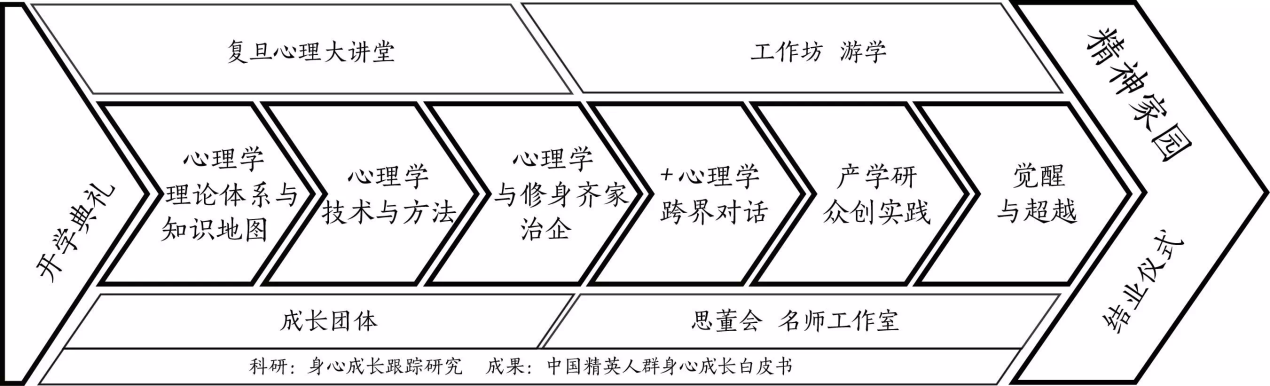 复旦心理大讲堂
工作坊 游学
精神家园
开学典礼
心理学
理论体系与
知识地图
心理学
技术与方法
心理学
与修身齐家
治企
+心理学
跨界对话
产学研
众创实践
觉醒
与超越
结业仪式
成长团体
思董会 名师工作室
科研：身心成长跟踪研究 成果：中国精英人群身心成长白皮书